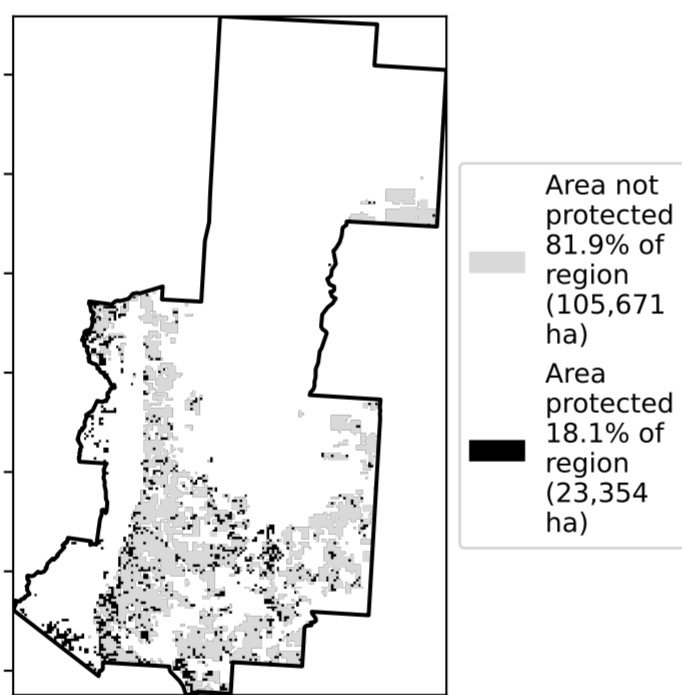 Area not
protected
81.9% of
region
(105,671
ha)
Area
protected
18.1% of
region
(23,354
ha)